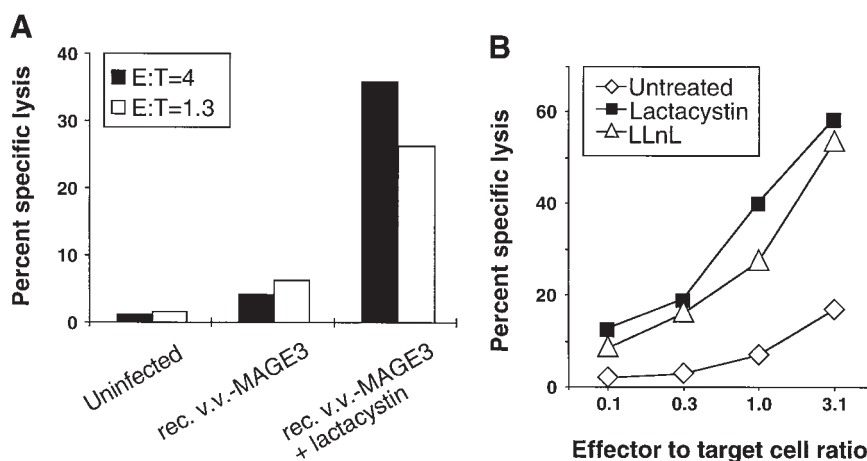 A
Percent specific lysis
40
30
20
10
0
E:T=4
E:T=1.3
Uninfected
rec. v.v.-MAGE3
rec. v.v.-MAGE3
+ lactacystin
B
Percent specific lysis
60
40
20
0
Untreated
Lactacystin
LLnL
0.1 0.3 1.0 3.1
Effector to target cell ratio